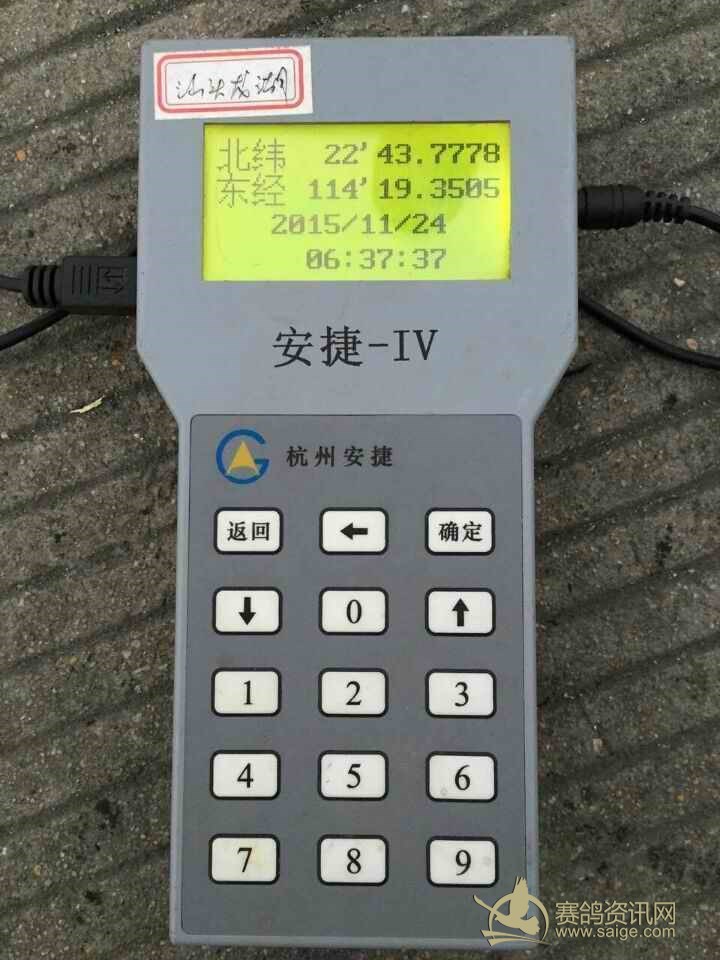 汕头龙湖
北纬 22'43.7778
东经 114'19.3505
2015/11/24
06:37:37
安捷-IV
杭州安捷
返回 ← 确定
↓ 0 ↑
1 2 3
4 5 6
7 8 9
赛鸽资讯网
www.saige.com